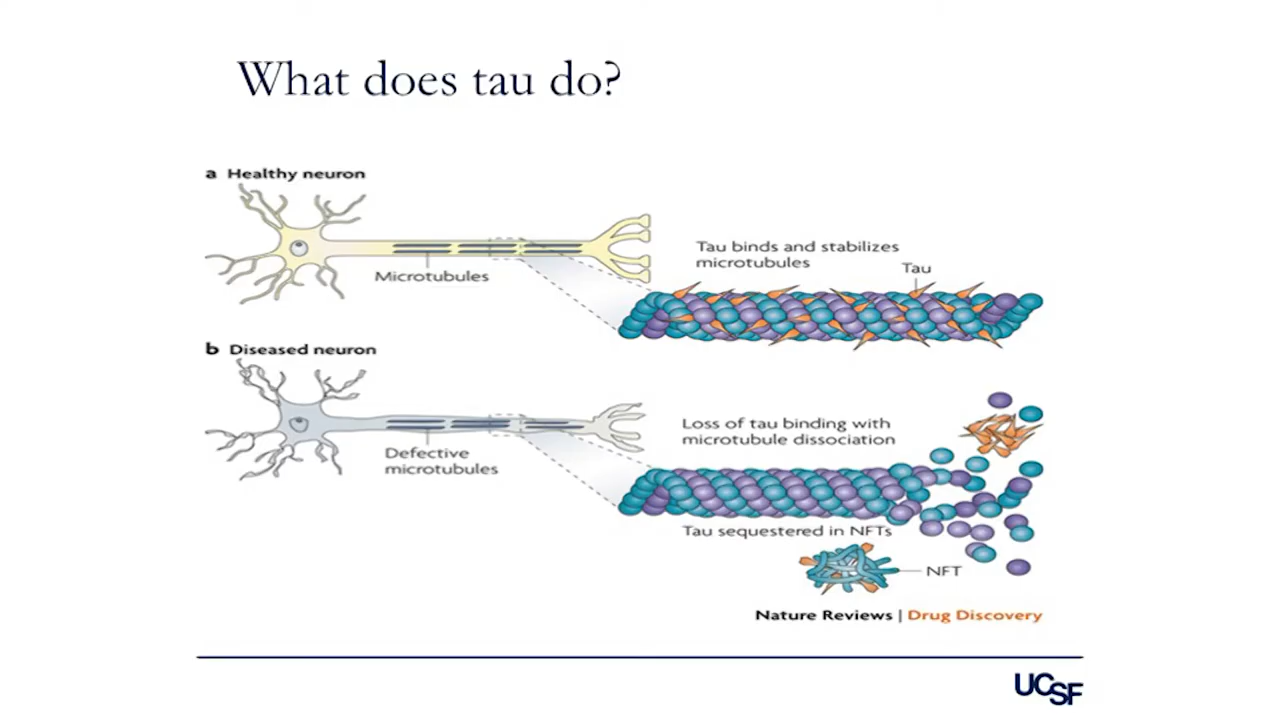 What does tau do?
a Healthy neuron
Microtubules
Tau binds and stabilizes
microtubules
Tau
b Diseased neuron
Defective
microtubules
Loss of tau binding with
microtubule dissociation
Tau sequestered in NFTs
NFT
Nature Reviews | Drug Discovery
UCSF